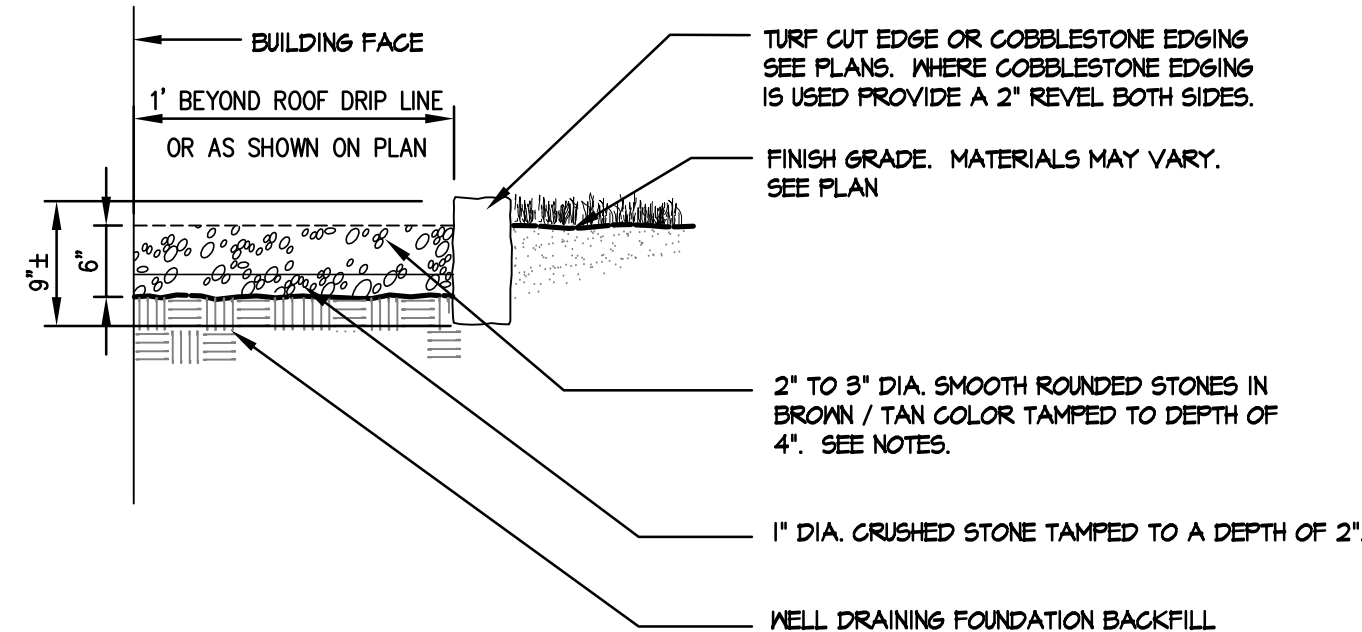 BUILDING FACE
1' BEYOND ROOF DRIP LINE
OR AS SHOWN ON PLAN
9"±
6"
TURF CUT EDGE OR COBBLESTONE EDGING
SEE PLANS. WHERE COBBLESTONE EDGING
IS USED PROVIDE A 2" REVEL BOTH SIDES.
FINISH GRADE. MATERIALS MAY VARY.
SEE PLAN
2" TO 3" DIA. SMOOTH ROUNDED STONES IN
BROWN / TAN COLOR TAMPED TO DEPTH OF
4". SEE NOTES.
1" DIA. CRUSHED STONE TAMPED TO A DEPTH OF 2".
WELL DRAINING FOUNDATION BACKFILL